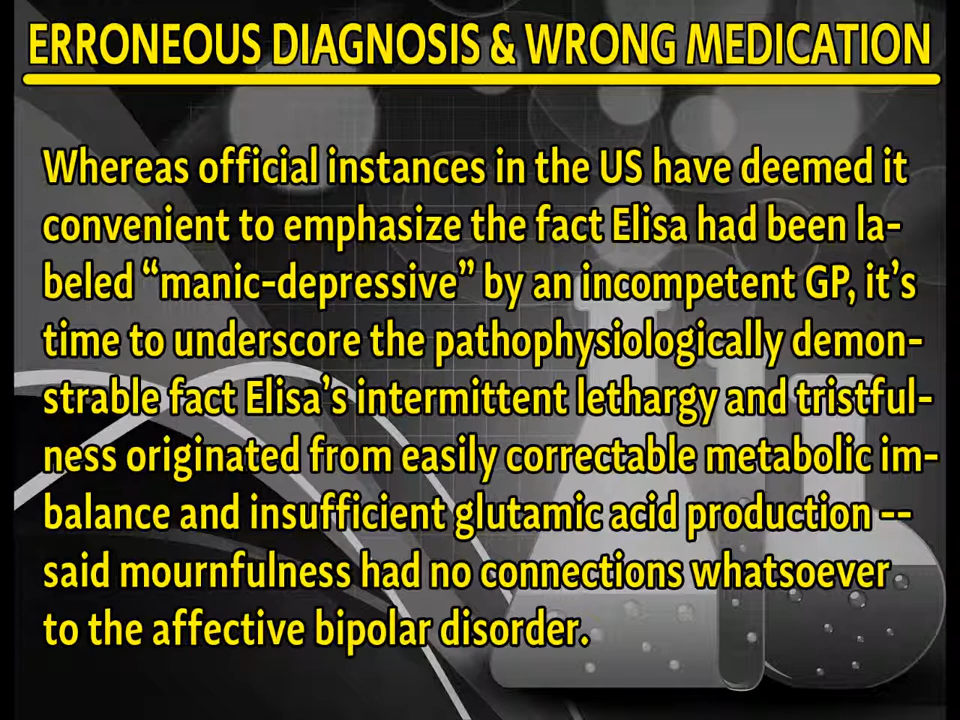 ERRONEOUS DIAGNOSIS & WRONG MEDICATION
Whereas official instances in the US have deemed it
convenient to emphasize the fact Elisa had been la-
beled “manic-depressive” by an incompetent GP, it’s
time to underscore the pathophysiologically demon-
strable fact Elisa’s intermittent lethargy and tristful-
ness originated from easily correctable metabolic im-
balance and insufficient glutamic acid production --
said mournfulness had no connections whatsoever
to the affective bipolar disorder.